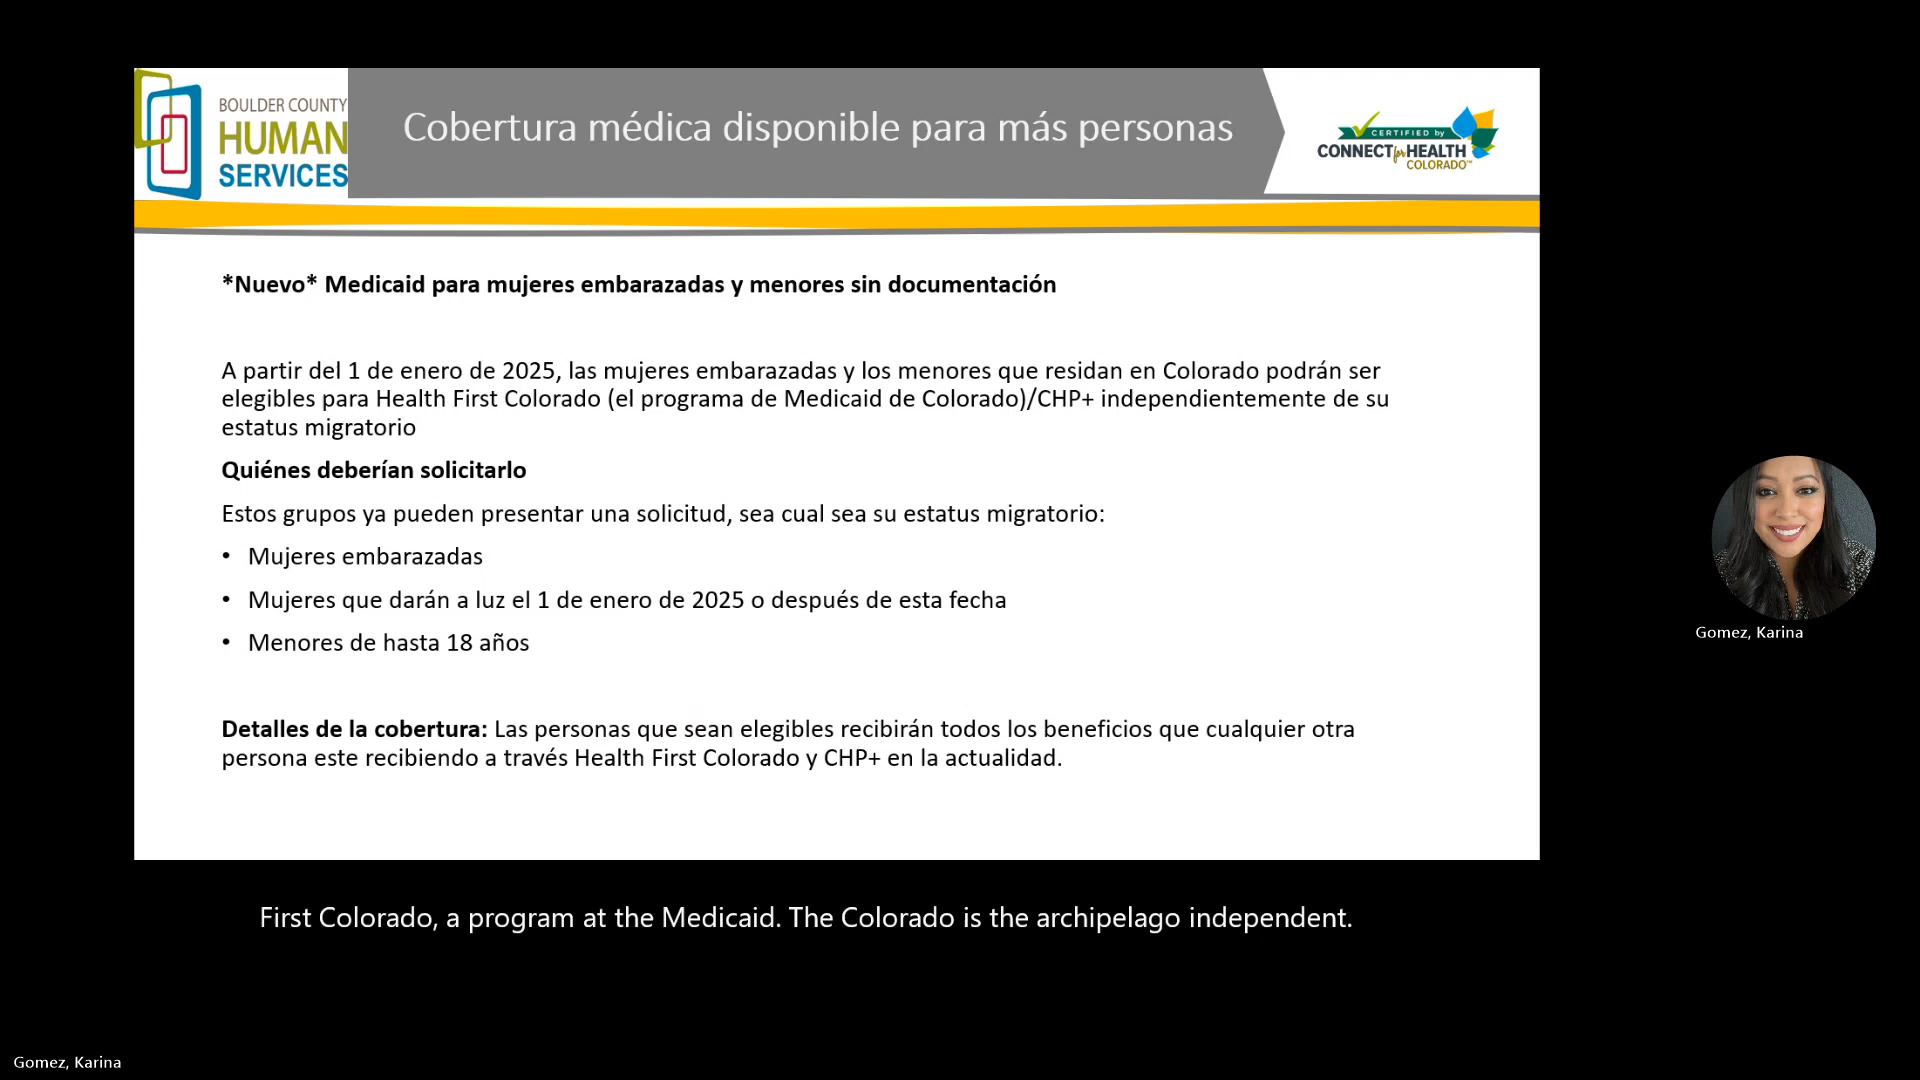 BOULDER COUNTY
HUMAN
SERVICES
Cobertura médica disponible para más personas
CERTIFIED by
CONNECT for HEALTH
COLORADO™
*Nuevo* Medicaid para mujeres embarazadas y menores sin documentación
A partir del 1 de enero de 2025, las mujeres embarazadas y los menores que residan en Colorado podrán ser
elegibles para Health First Colorado (el programa de Medicaid de Colorado)/CHP+ independientemente de su
estatus migratorio
Quiénes deberían solicitarlo
Estos grupos ya pueden presentar una solicitud, sea cual sea su estatus migratorio:
• Mujeres embarazadas
• Mujeres que darán a luz el 1 de enero de 2025 o después de esta fecha
• Menores de hasta 18 años
Detalles de la cobertura: Las personas que sean elegibles recibirán todos los beneficios que cualquier otra
persona este recibiendo a través Health First Colorado y CHP+ en la actualidad.
Gomez, Karina
First Colorado, a program at the Medicaid. The Colorado is the archipelago independent.
Gomez, Karina